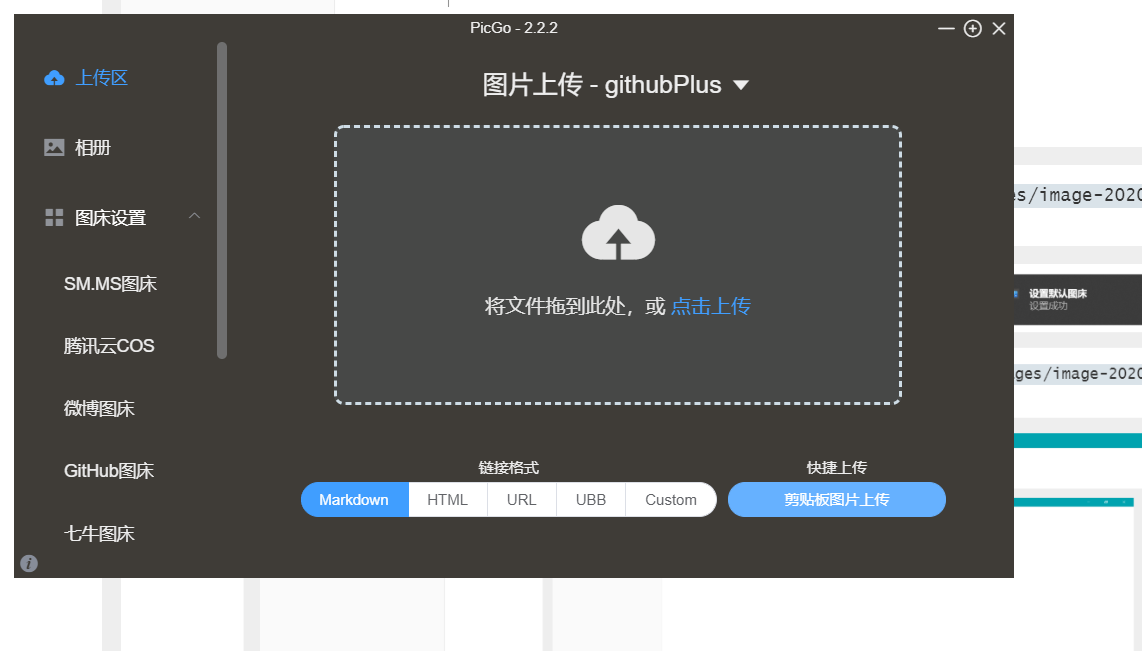 PicGo - 2.2.2
上传区
相册
图床设置
SM.MS图床
腾讯云COS
微博图床
GitHub图床
七牛图床
图片上传 - githubPlus
将文件拖到此处，或 点击上传
链接格式
快捷上传
Markdown HTML URL UBB Custom
剪贴板图片上传
es/image-2020
设置默认图床
设置成功
ges/image-2020